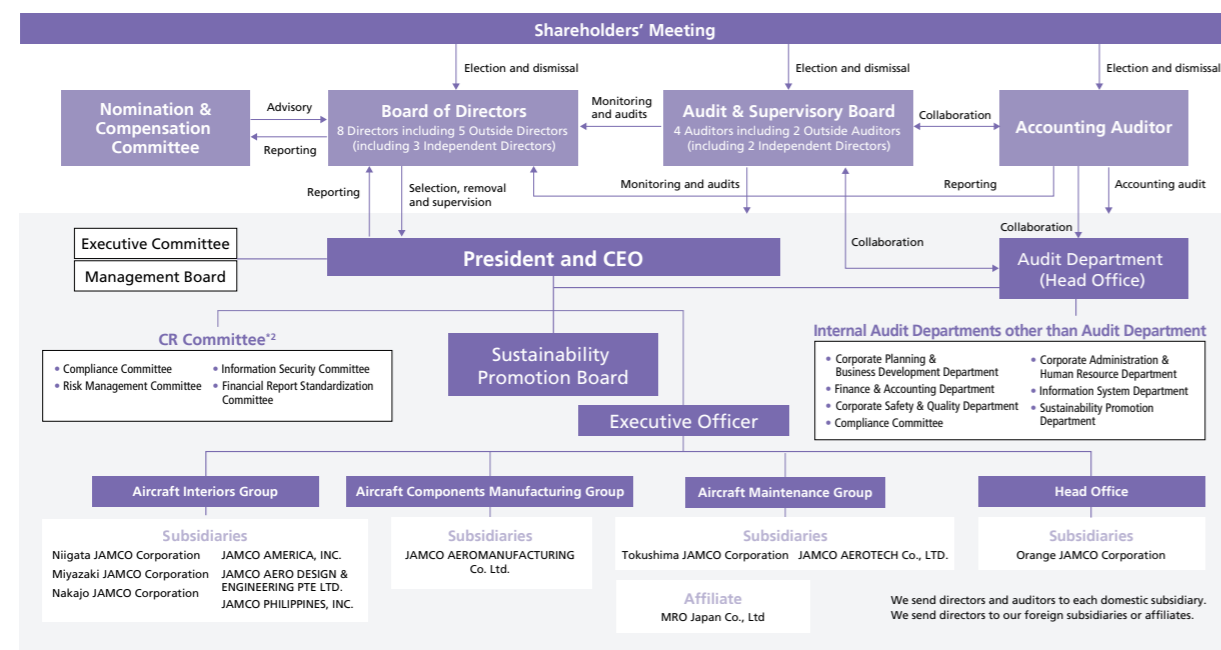 Shareholders' Meeting
Election and dismissal
Election and dismissal
Election and dismissal
Nomination &
Compensation
Committee
Advisory
Reporting
Board of Directors
8 Directors including 5 Outside Directors
(including 3 Independent Directors)
Monitoring
and audits
Audit & Supervisory Board
4 Auditors including 2 Outside Auditors
(including 2 Independent Directors)
Collaboration
Accounting Auditor
Reporting
Selection, removal
and supervision
Monitoring and audits
Reporting
Accounting audit
Collaboration
Collaboration
Executive Committee
Management Board
President and CEO
Audit Department
(Head Office)
CR Committee*2
• Compliance Committee
• Risk Management Committee
• Information Security Committee
• Financial Report Standardization
Committee
Sustainability
Promotion Board
Internal Audit Departments other than Audit Department
• Corporate Planning &
Business Development Department
• Finance & Accounting Department
• Corporate Safety & Quality Department
• Compliance Committee
• Corporate Administration &
Human Resource Department
• Information System Department
• Sustainability Promotion
Department
Executive Officer
Aircraft Interiors Group
Subsidiaries
Niigata JAMCO Corporation
Miyazaki JAMCO Corporation
Nakajo JAMCO Corporation
JAMCO AMERICA, INC.
JAMCO AERO DESIGN &
ENGINEERING PTE LTD.
JAMCO PHILIPPINES, INC.
Aircraft Components Manufacturing Group
Subsidiaries
JAMCO AEROMANUFACTURING
Co. Ltd.
Aircraft Maintenance Group
Subsidiaries
Tokushima JAMCO Corporation JAMCO AEROTECH Co., LTD.
Affiliate
MRO Japan Co., Ltd
Head Office
Subsidiaries
Orange JAMCO Corporation
We send directors and auditors to each domestic subsidiary.
We send directors to our foreign subsidiaries or affiliates.